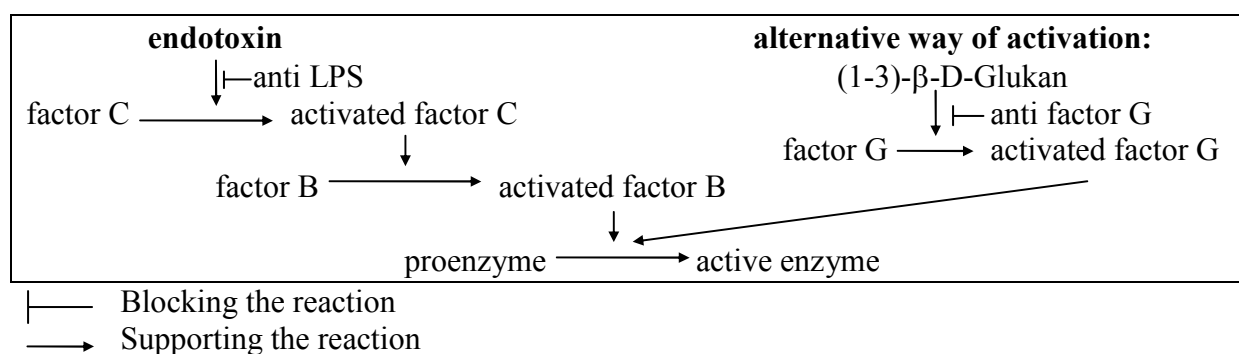 endotoxin alternative way of activation:
anti LPS (1-3)-β-D-Glukan
factor C activated factor C anti factor G
factor G activated factor G
factor B activated factor B
proenzyme active enzyme
Blocking the reaction
Supporting the reaction